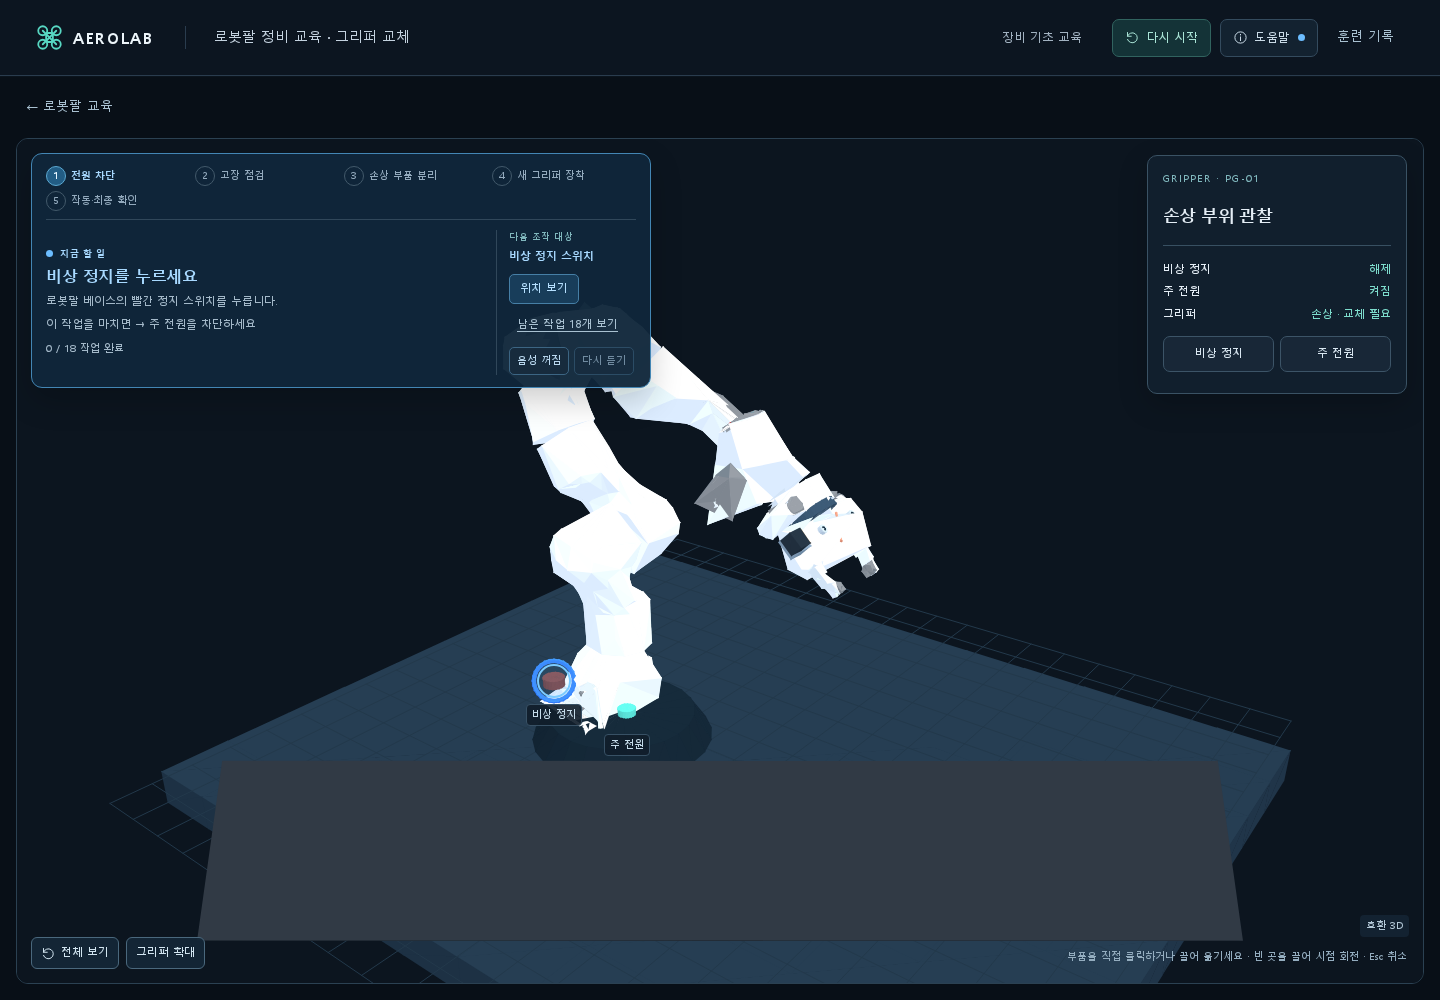 AEROLAB
로봇팔 정비 교육 · 그리퍼 교체
장비 기초 교육
다시 시작
도움말
훈련 기록
← 로봇팔 교육
1 전원 차단
2 고장 점검
3 손상 부품 분리
4 새 그리퍼 장착
5 작동·최종 확인
지금 할 일
비상 정지를 누르세요
로봇팔 베이스의 빨간 정지 스위치를 누릅니다.
이 작업을 마치면 → 주 전원을 차단하세요
0 / 18 작업 완료
다음 조작 대상
비상 정지 스위치
위치 보기
남은 작업 18개 보기
음성 꺼짐
다시 듣기
GRIPPER · PG-01
손상 부위 관찰
비상 정지 해제
주 전원 켜짐
그리퍼 손상 · 교체 필요
비상 정지
주 전원
비상 정지
주 전원
전체 보기
그리퍼 확대
호환 3D
부품을 직접 클릭하거나 끌어 옮기세요 · 빈 곳을 끌어 시점 회전 · Esc 취소